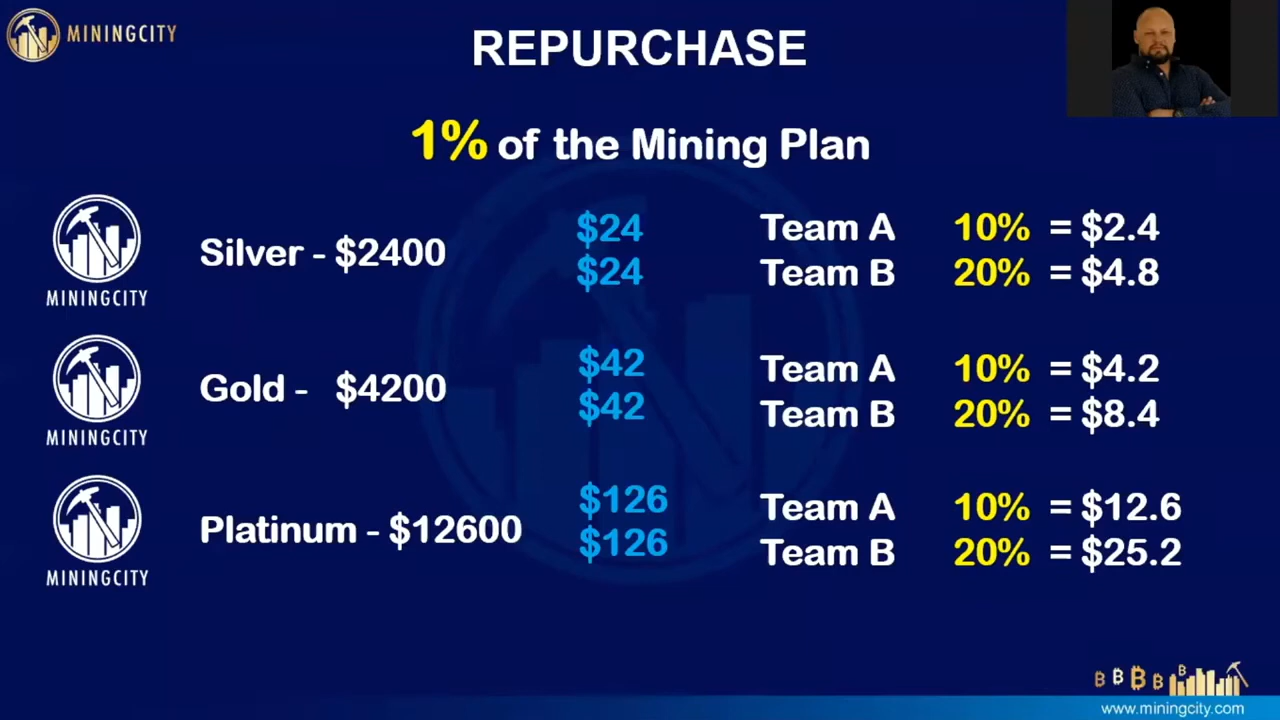 MININGCITY
REPURCHASE
1% of the Mining Plan
MININGCITY
Silver - $2400
$24
$24
Team A 10% = $2.4
Team B 20% = $4.8
MININGCITY
Gold - $4200
$42
$42
Team A 10% = $4.2
Team B 20% = $8.4
MININGCITY
Platinum - $12600
$126
$126
Team A 10% = $12.6
Team B 20% = $25.2
www.miningcity.com